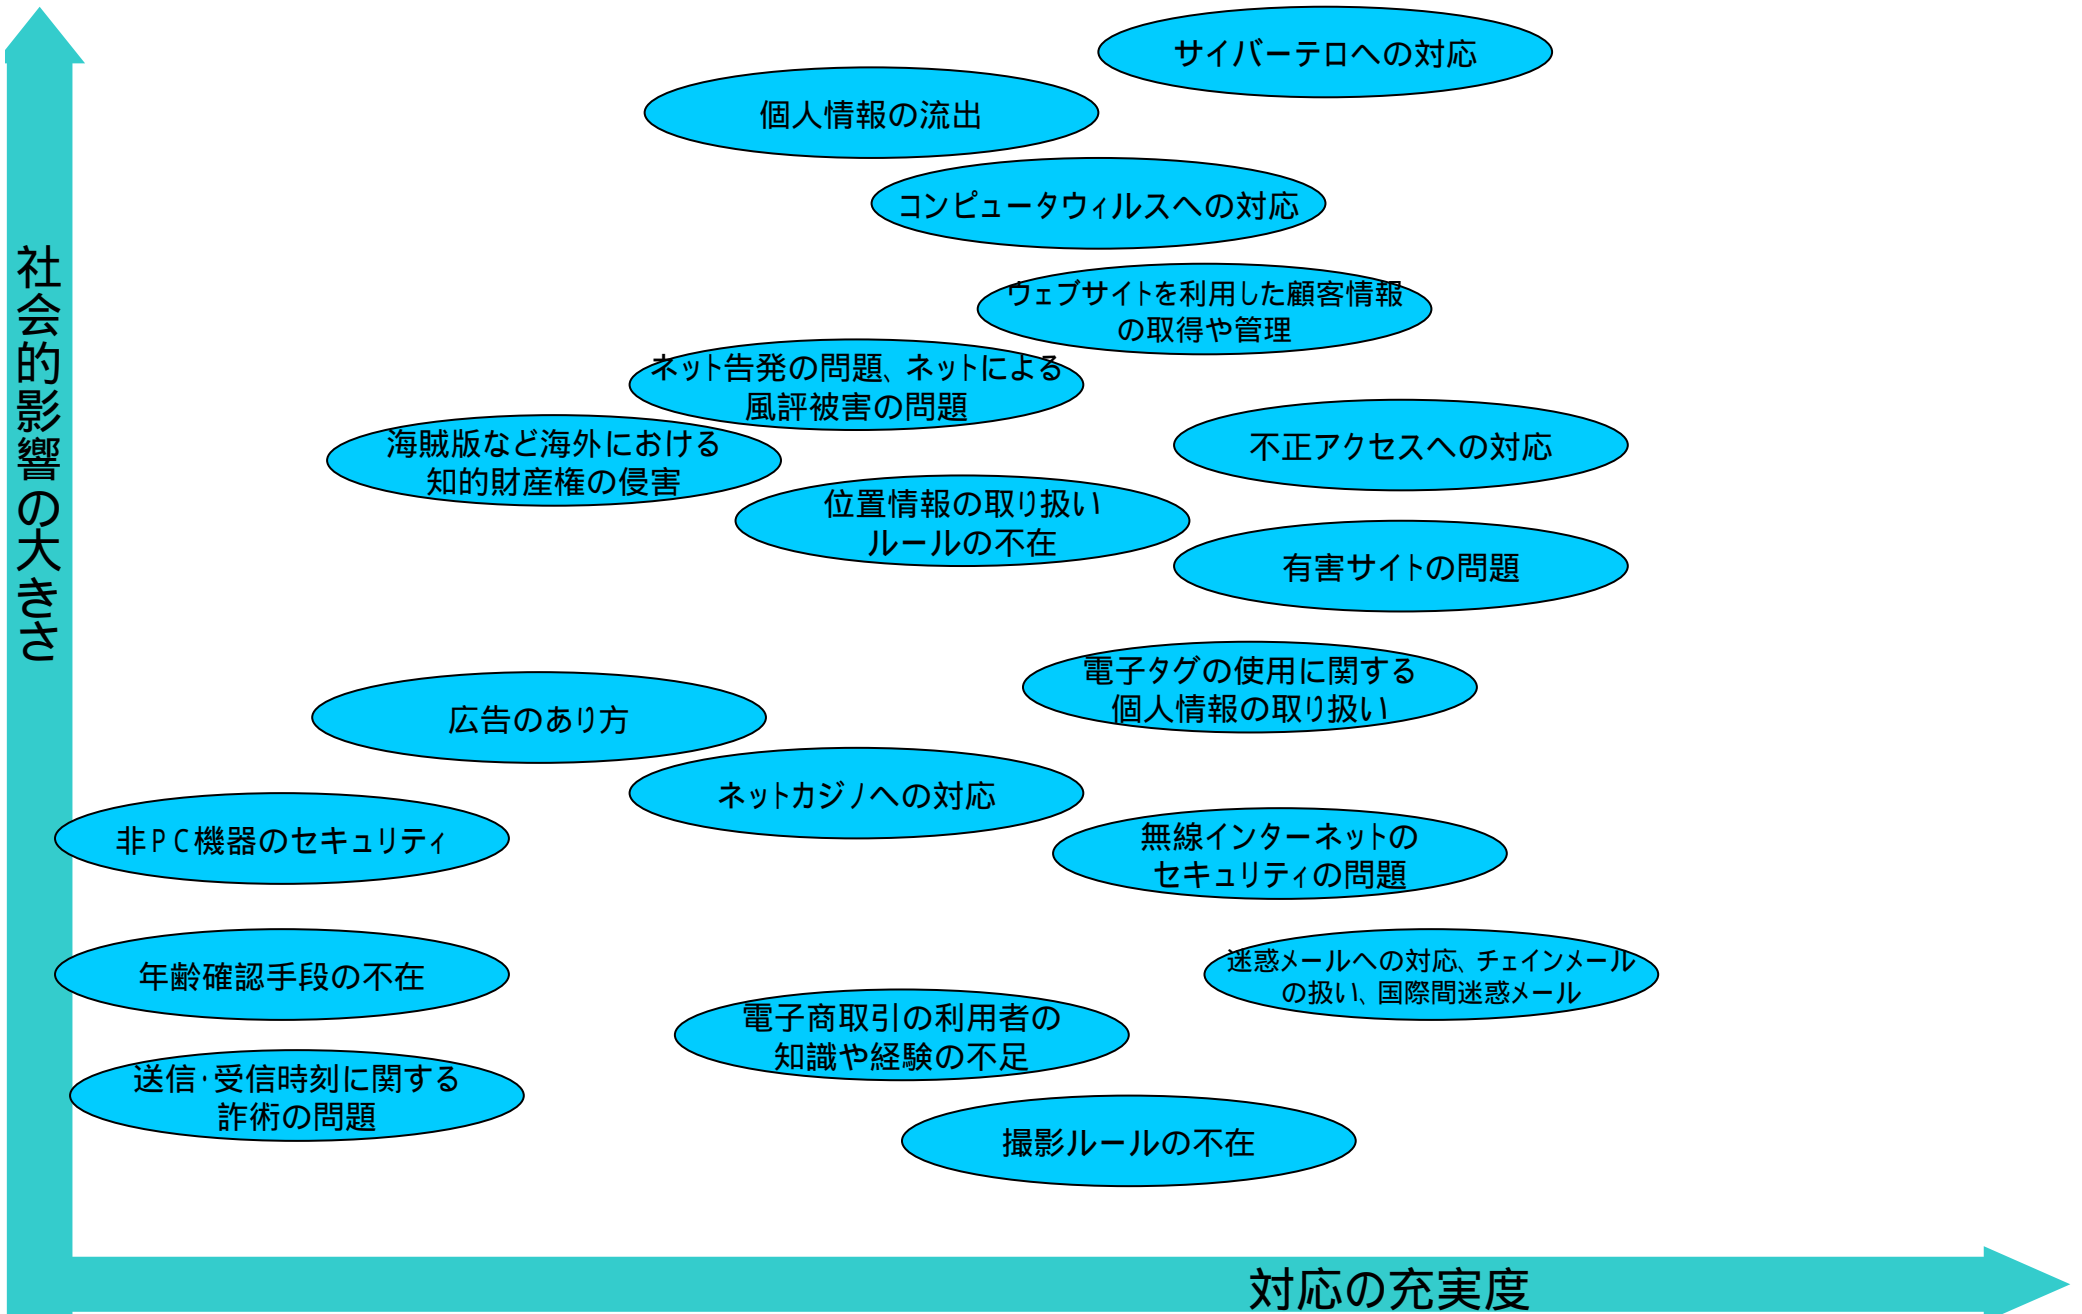 サイバーテロへの対応
個人情報の流出
コンピュータウィルスへの対応
ウェブサイトを利用した顧客情報
の取得や管理
ネット告発の問題、ネットによる
風評被害の問題
海賊版など海外における
知的財産権の侵害
不正アクセスへの対応
位置情報の取り扱い
ルールの不在
有害サイトの問題
社会的影響の大きさ
電子タグの使用に関する
個人情報の取り扱い
広告のあり方
ネットカジノへの対応
非PC機器のセキュリティ
無線インターネットの
セキュリティの問題
年齢確認手段の不在
迷惑メールへの対応、チェインメール
の扱い、国際間迷惑メール
電子商取引の利用者の
知識や経験の不足
送信・受信時刻に関する
詐術の問題
撮影ルールの不在
対応の充実度